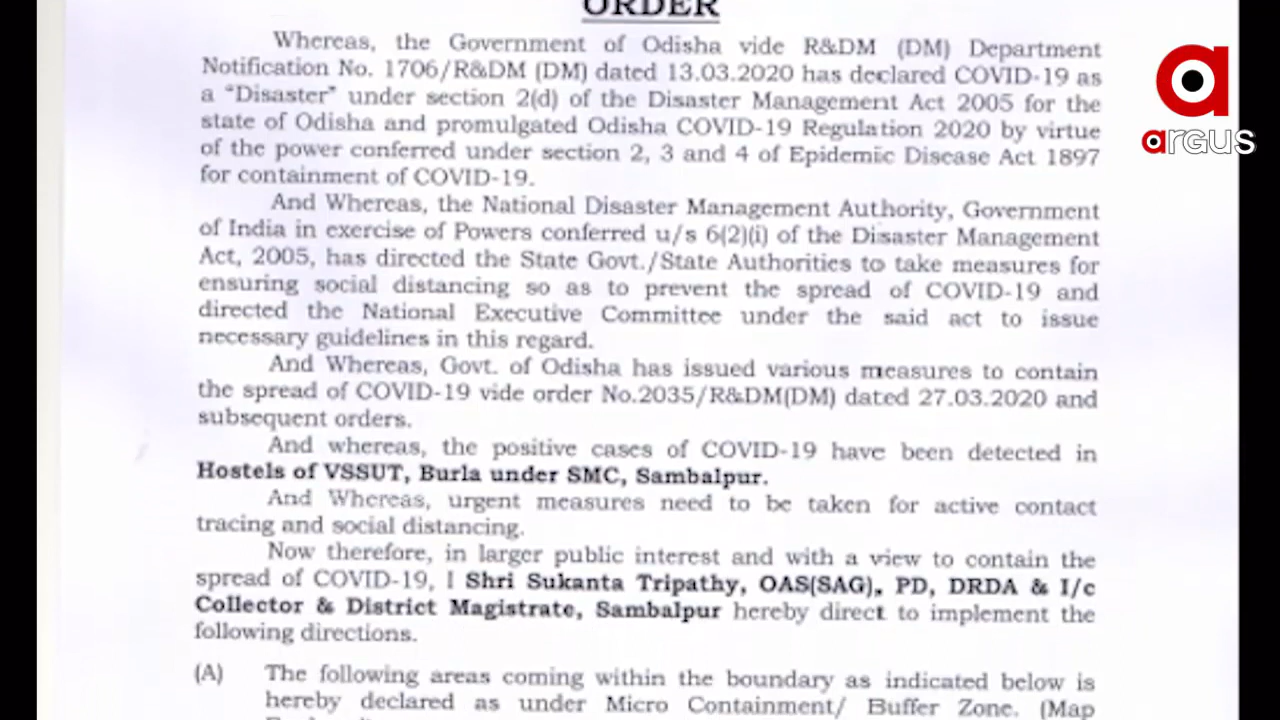 ORDER
Whereas, the Government of Odisha vide R&DM (DM) Department
Notification No. 1706/R&DM (DM) dated 13.03.2020 has declared COVID-19 as
a “Disaster” under section 2(d) of the Disaster Management Act 2005 for the
state of Odisha and promulgated Odisha COVID-19 Regulation 2020 by virtue
of the power conferred under section 2, 3 and 4 of Epidemic Disease Act 1897
for containment of COVID-19.
And Whereas, the National Disaster Management Authority, Government
of India in exercise of Powers conferred u/s 6(2)(i) of the Disaster Management
Act, 2005, has directed the State Govt./State Authorities to take measures for
ensuring social distancing so as to prevent the spread of COVID-19 and
directed the National Executive Committee under the said act to issue
necessary guidelines in this regard.
And Whereas, Govt. of Odisha has issued various measures to contain
the spread of COVID-19 vide order No.2035/R&DM(DM) dated 27.03.2020 and
subsequent orders.
And whereas, the positive cases of COVID-19 have been detected in
Hostels of VSSUT, Burla under SMC, Sambalpur.
And Whereas, urgent measures need to be taken for active contact
tracing and social distancing.
Now therefore, in larger public interest and with a view to contain the
spread of COVID-19, I Shri Sukanta Tripathy, OAS(SAG), PD, DRDA & I/c
Collector & District Magistrate, Sambalpur hereby direct to implement the
following directions.
(A) The following areas coming within the boundary as indicated below is
hereby declared as under Micro Containment/ Buffer Zone. (Map
argus